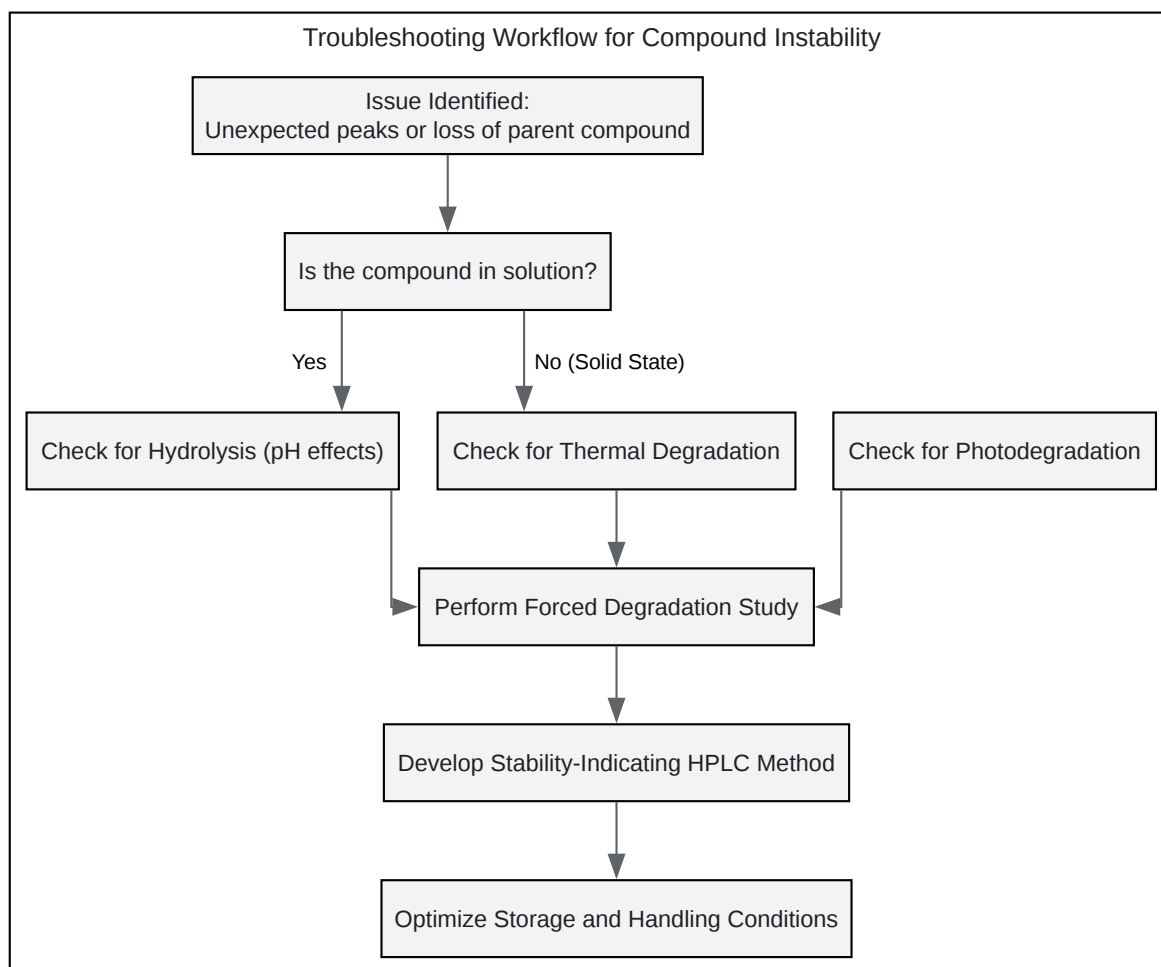 Troubleshooting Workflow for Compound Instability
Issue Identified:
Unexpected peaks or loss of parent compound
Is the compound in solution?
Yes
No (Solid State)
Check for Hydrolysis (pH effects)
Check for Thermal Degradation
Check for Photodegradation
Perform Forced Degradation Study
Develop Stability-Indicating HPLC Method
Optimize Storage and Handling Conditions